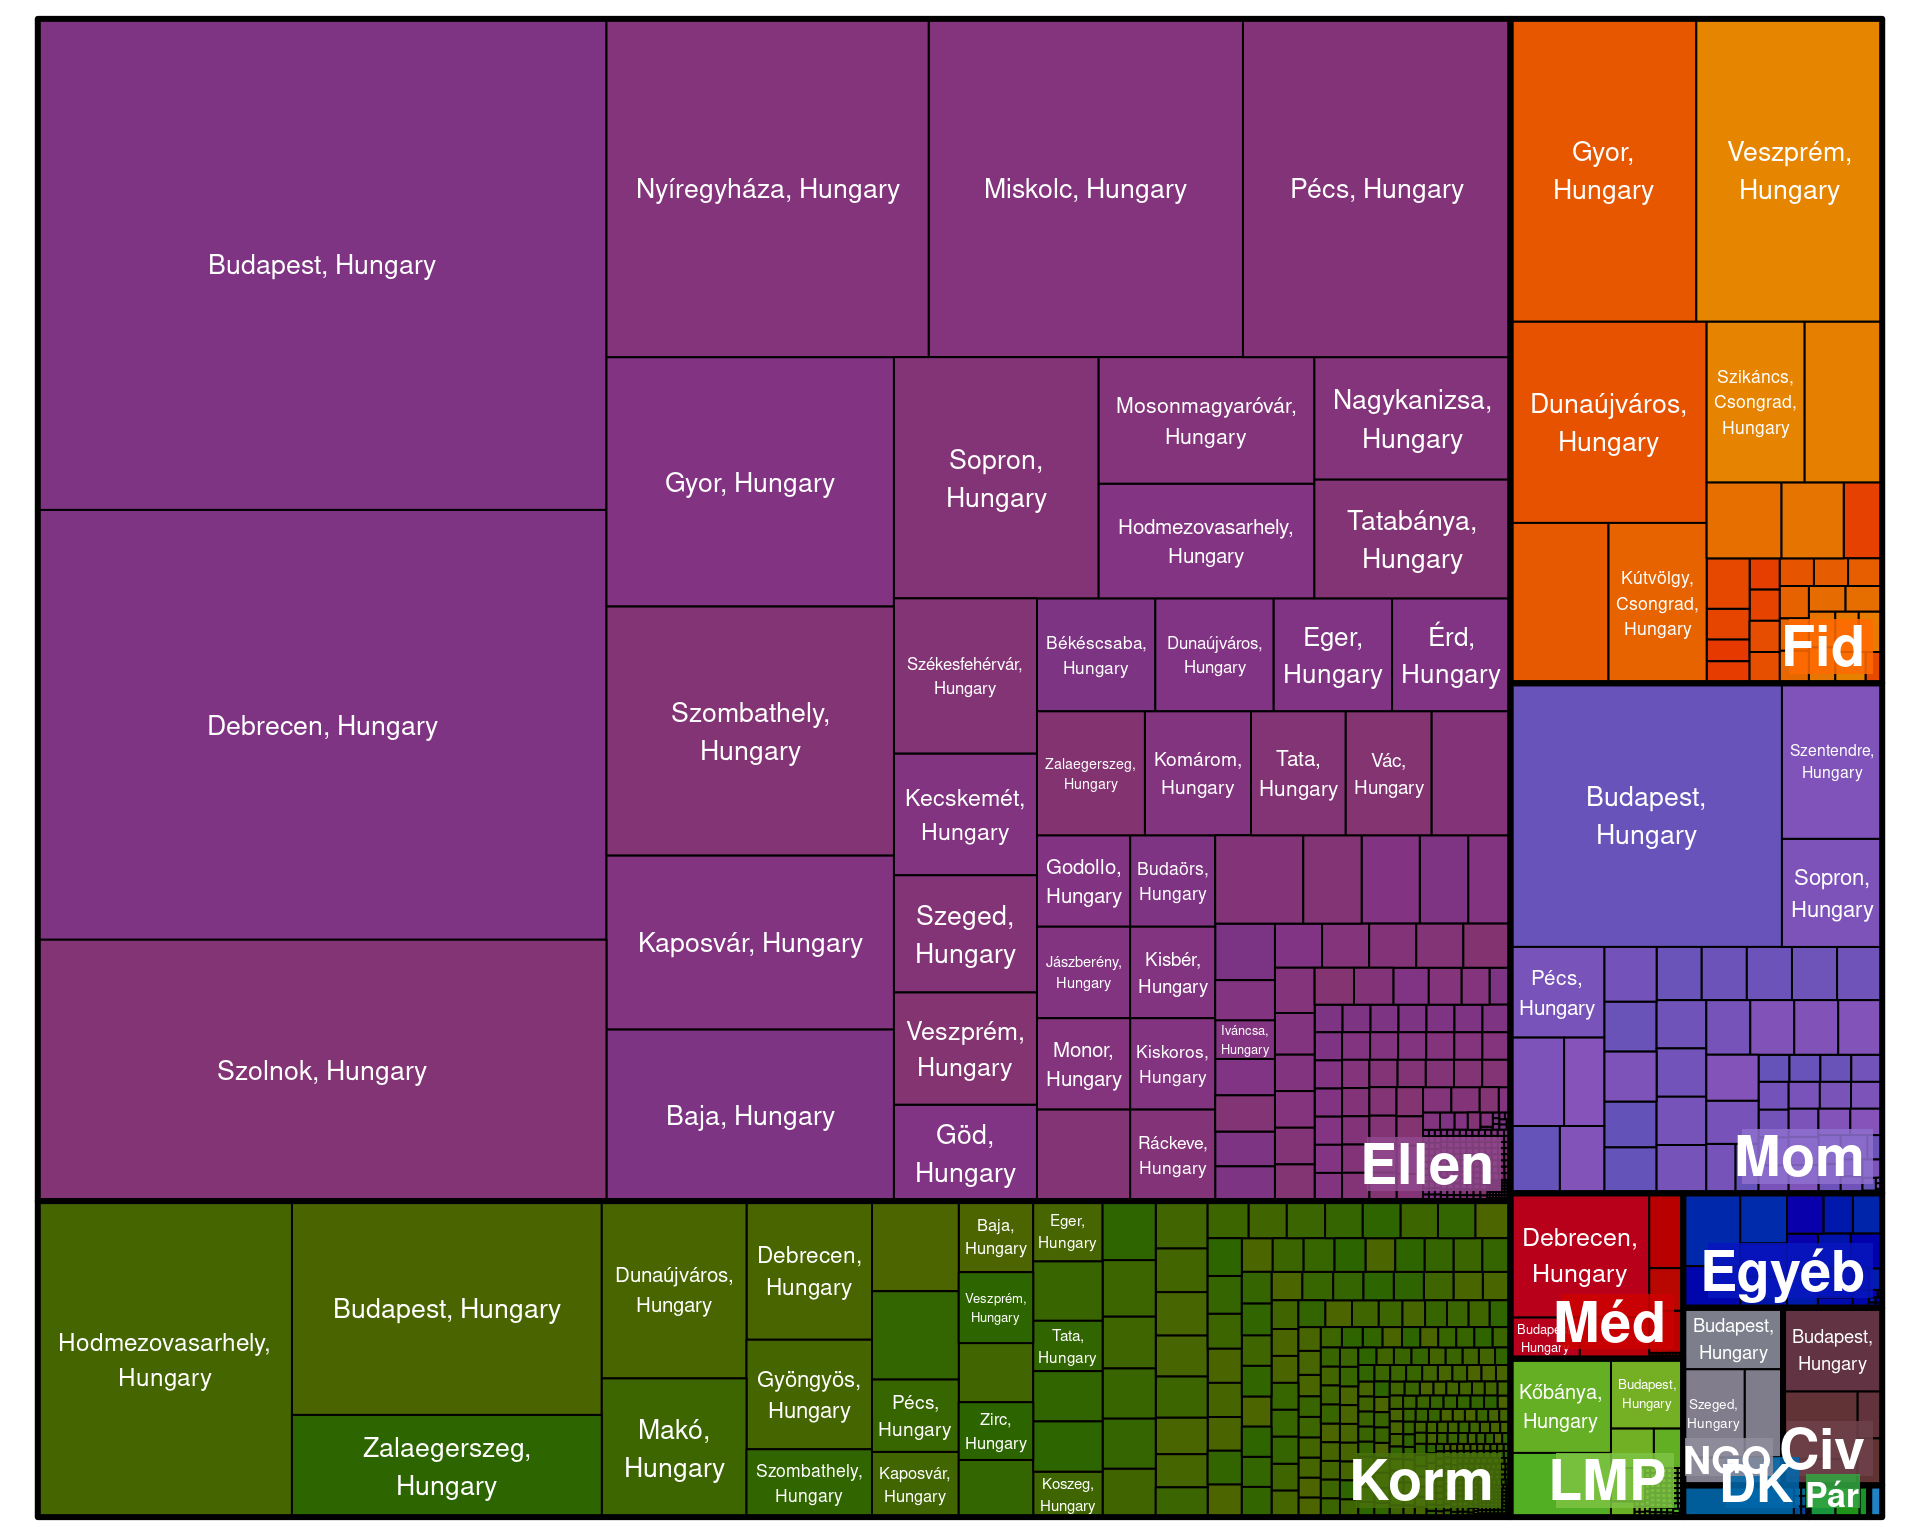 Budapest, Hungary
Debrecen, Hungary
Szolnok, Hungary
Nyíregyháza, Hungary
Miskolc, Hungary
Pécs, Hungary
Gyor, Hungary
Szombathely,
Hungary
Kaposvár, Hungary
Baja, Hungary
Sopron,
Hungary
Mosonmagyaróvár,
Hungary
Nagykanizsa,
Hungary
Hodmezovasarhely,
Hungary
Tatabánya,
Hungary
Székesfehérvár,
Hungary
Kecskemét,
Hungary
Szeged,
Hungary
Veszprém,
Hungary
Göd,
Hungary
Békéscsaba,
Hungary
Dunaújváros,
Hungary
Eger,
Hungary
Érd,
Hungary
Zalaegerszeg,
Hungary
Komárom,
Hungary
Tata,
Hungary
Vác,
Hungary
Godollo,
Hungary
Budaörs,
Hungary
Jászberény,
Hungary
Kisbér,
Hungary
Monor,
Hungary
Kiskoros,
Hungary
Ráckeve,
Hungary
Iváncsa,
Hungary
Ellen
Hodmezovasarhely,
Hungary
Budapest, Hungary
Zalaegerszeg,
Hungary
Dunaújváros,
Hungary
Makó,
Hungary
Debrecen,
Hungary
Gyöngyös,
Hungary
Szombathely,
Hungary
Pécs,
Hungary
Kaposvár,
Hungary
Baja,
Hungary
Veszprém,
Hungary
Zirc,
Hungary
Eger,
Hungary
Tata,
Hungary
Koszeg,
Hungary
Korm
Gyor,
Hungary
Veszprém,
Hungary
Dunaújváros,
Hungary
Szikáncs,
Csongrad,
Hungary
Kútvölgy,
Csongrad,
Hungary
Fid
Budapest,
Hungary
Szentendre,
Hungary
Sopron,
Hungary
Pécs,
Hungary
Mom
Debrecen,
Hungary
Budapest,
Hungary
Méd
Egyéb
Kőbánya,
Hungary
Budapest,
Hungary
LMP
Budapest,
Hungary
Szeged,
Hungary
NGO
Budapest,
Hungary
Civ
DK
Pár